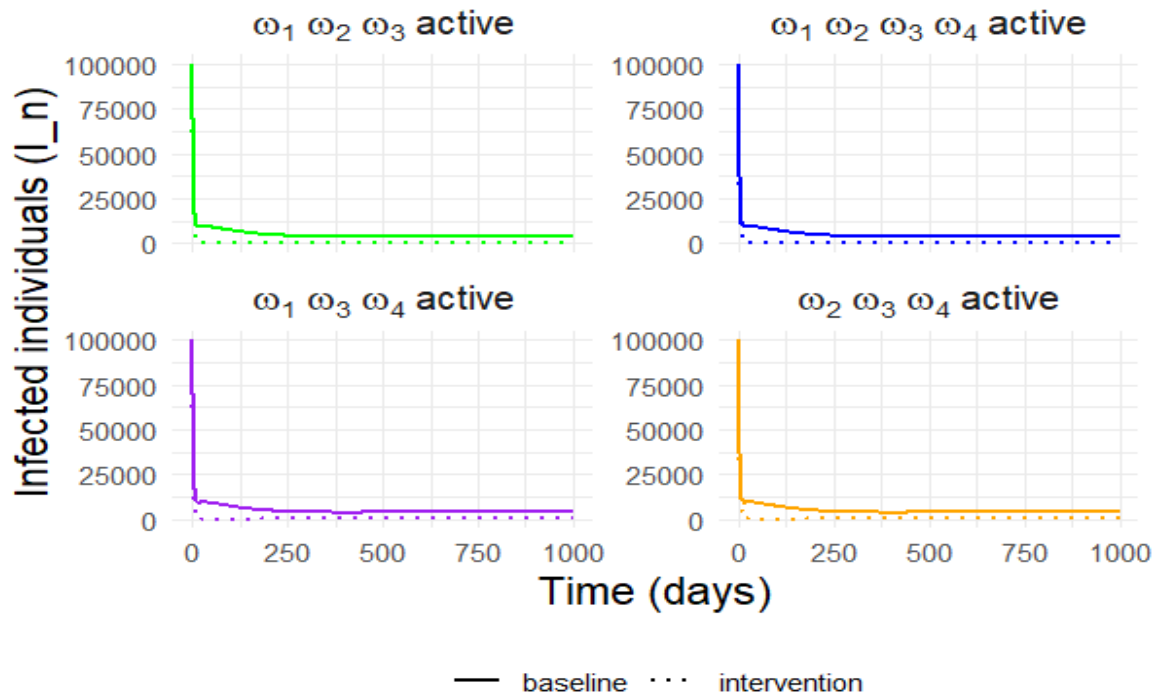 ω₁ ω₂ ω₃ active
ω₁ ω₂ ω₃ ω₄ active
100000
75000
50000
25000
0
100000
75000
50000
25000
0
Infected individuals (I_n)
ω₁ ω₃ ω₄ active
ω₂ ω₃ ω₄ active
100000
75000
50000
25000
0
100000
75000
50000
25000
0
0 250 500 750 1000
0 250 500 750 1000
Time (days)
baseline intervention